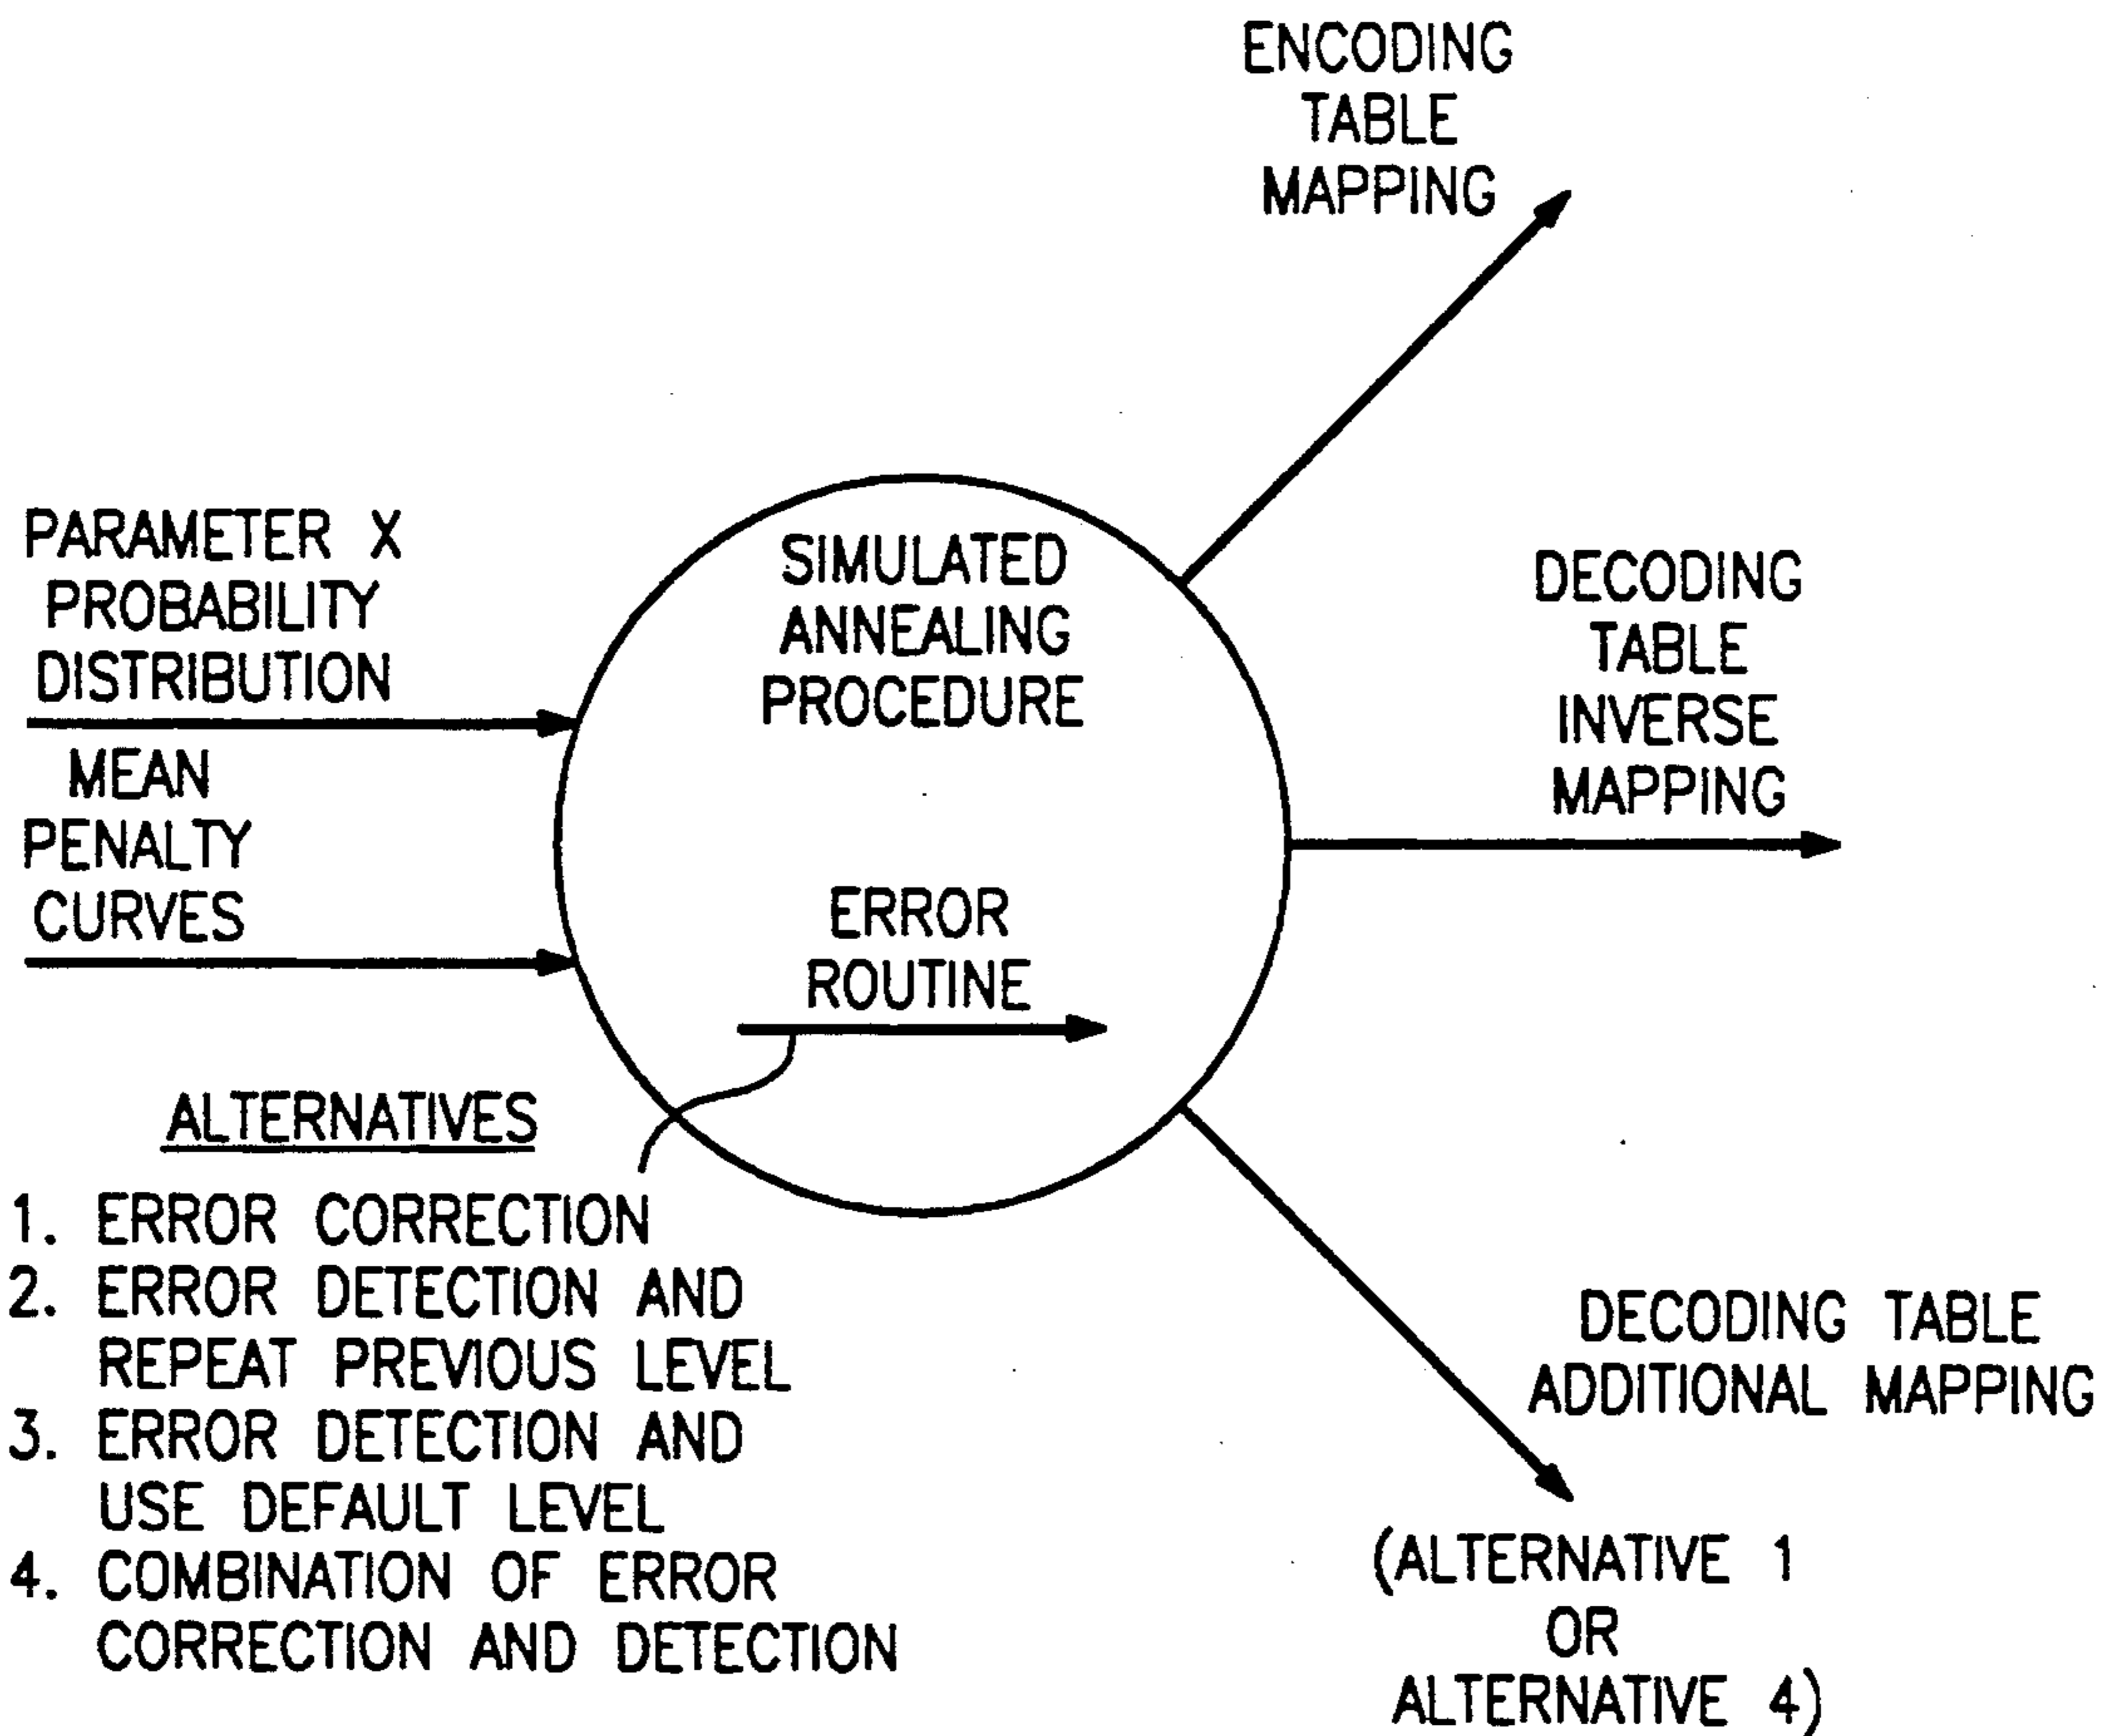 ENCODING
TABLE
MAPPING
PARAMETER X
PROBABILITY
DISTRIBUTION
MEAN
PENALTY
CURVES
SIMULATED
ANNEALING
PROCEDURE
ERROR
ROUTINE
DECODING
TABLE
INVERSE
MAPPING
ALTERNATIVES
1. ERROR CORRECTION
2. ERROR DETECTION AND
REPEAT PREVIOUS LEVEL
3. ERROR DETECTION AND
USE DEFAULT LEVEL
4. COMBINATION OF ERROR
CORRECTION AND DETECTION
DECODING TABLE
ADDITIONAL MAPPING
(ALTERNATIVE 1
OR
ALTERNATIVE 4)